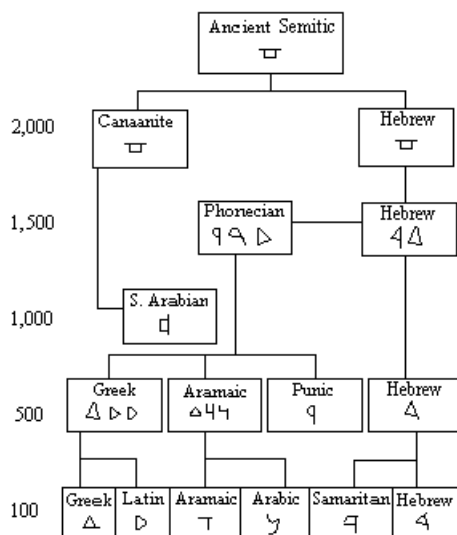 Ancient Semitic
2,000
Canaanite
Hebrew
1,500
Phonecian
Hebrew
1,000
S. Arabian
500
Greek
Aramaic
Punic
Hebrew
100
Greek
Latin
Aramaic
Arabic
Samaritan
Hebrew